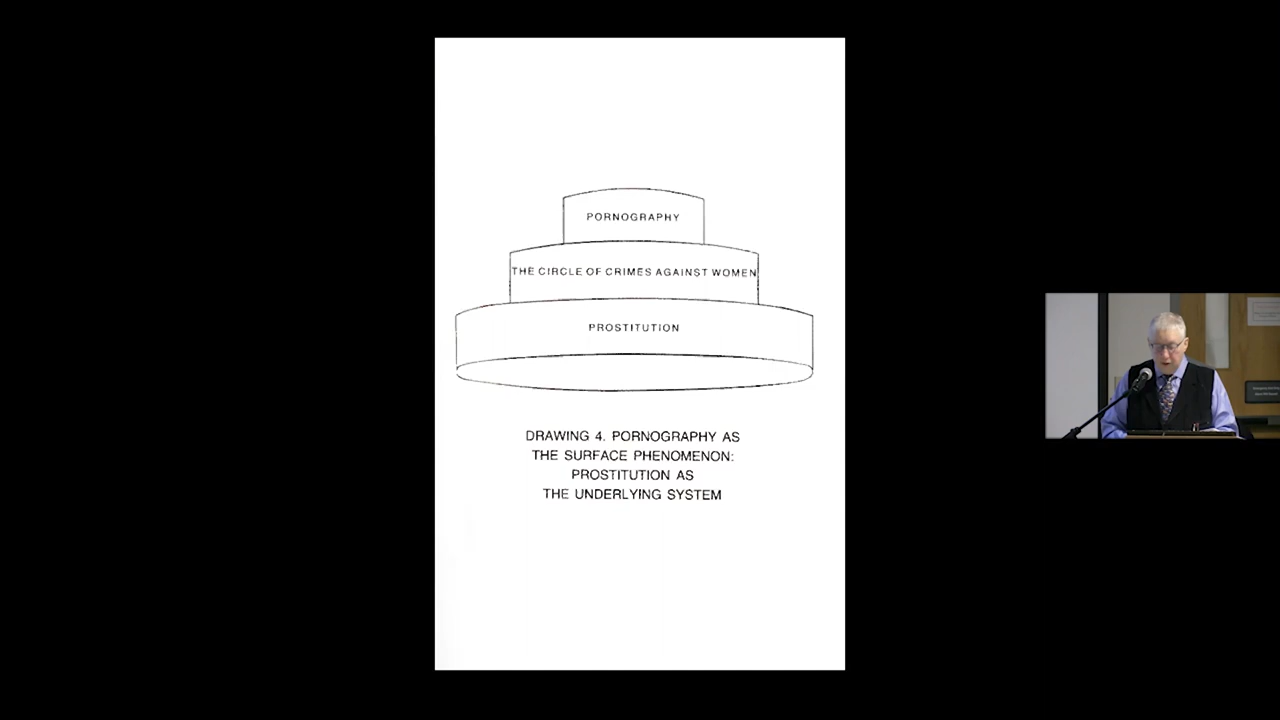 PORNOGRAPHY
THE CIRCLE OF CRIMES AGAINST WOMEN
PROSTITUTION
DRAWING 4. PORNOGRAPHY AS
THE SURFACE PHENOMENON:
PROSTITUTION AS
THE UNDERLYING SYSTEM